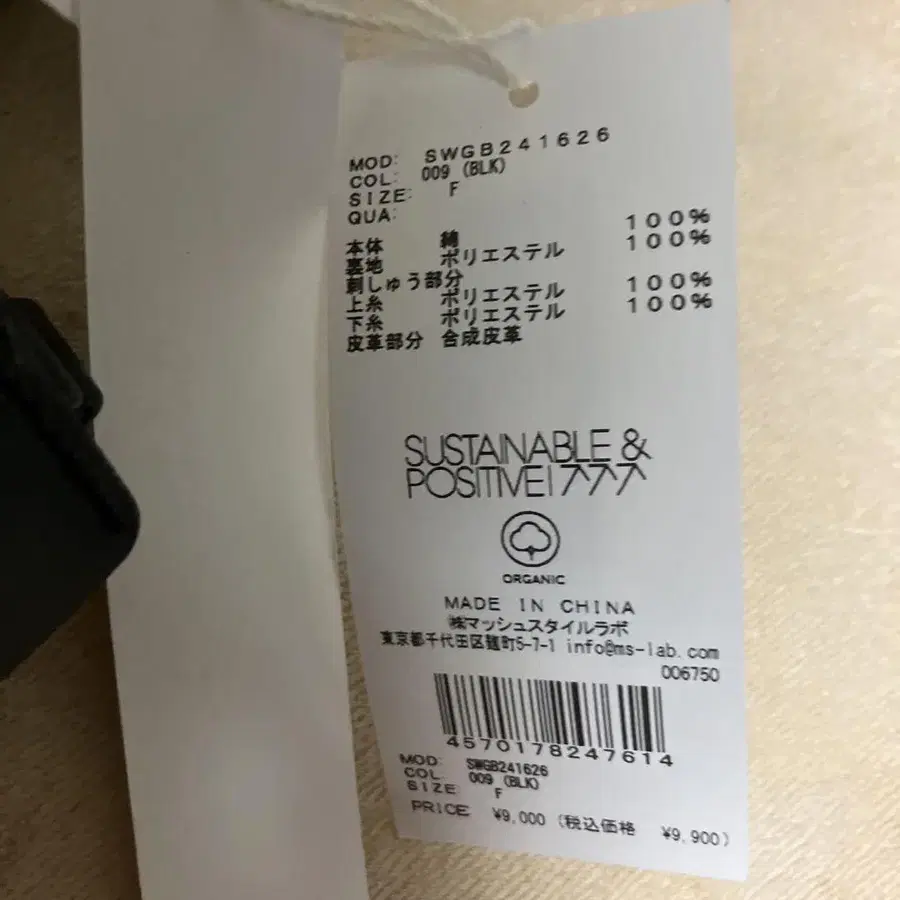 MOD: SWGB241626
COL: 009 (BLK)
SIZE: F
QUA:
本体 綿 100%
裏地 ポリエステル 100%
刺しゅう部分
上糸 ポリエステル 100%
下糸 ポリエステル 100%
皮革部分 合成皮革
SUSTAINABLE &
POSITIVE!
ORGANIC
MADE IN CHINA
㈱マッシュスタイルラボ
東京都千代田区麹町5-7-1 info@ms-lab.com
006750
4570178247614
MOD: SWGB241626
COL: 009 (BLK)
SIZE: F
PRICE: ¥9,000 (税込価格 ¥9,900)